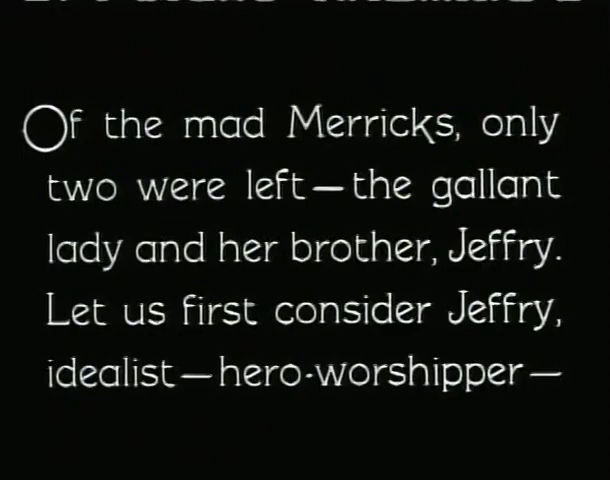 Of the mad Merricks, only
two were left—the gallant
lady and her brother, Jeffry.
Let us first consider Jeffry,
idealist—hero-worshipper—